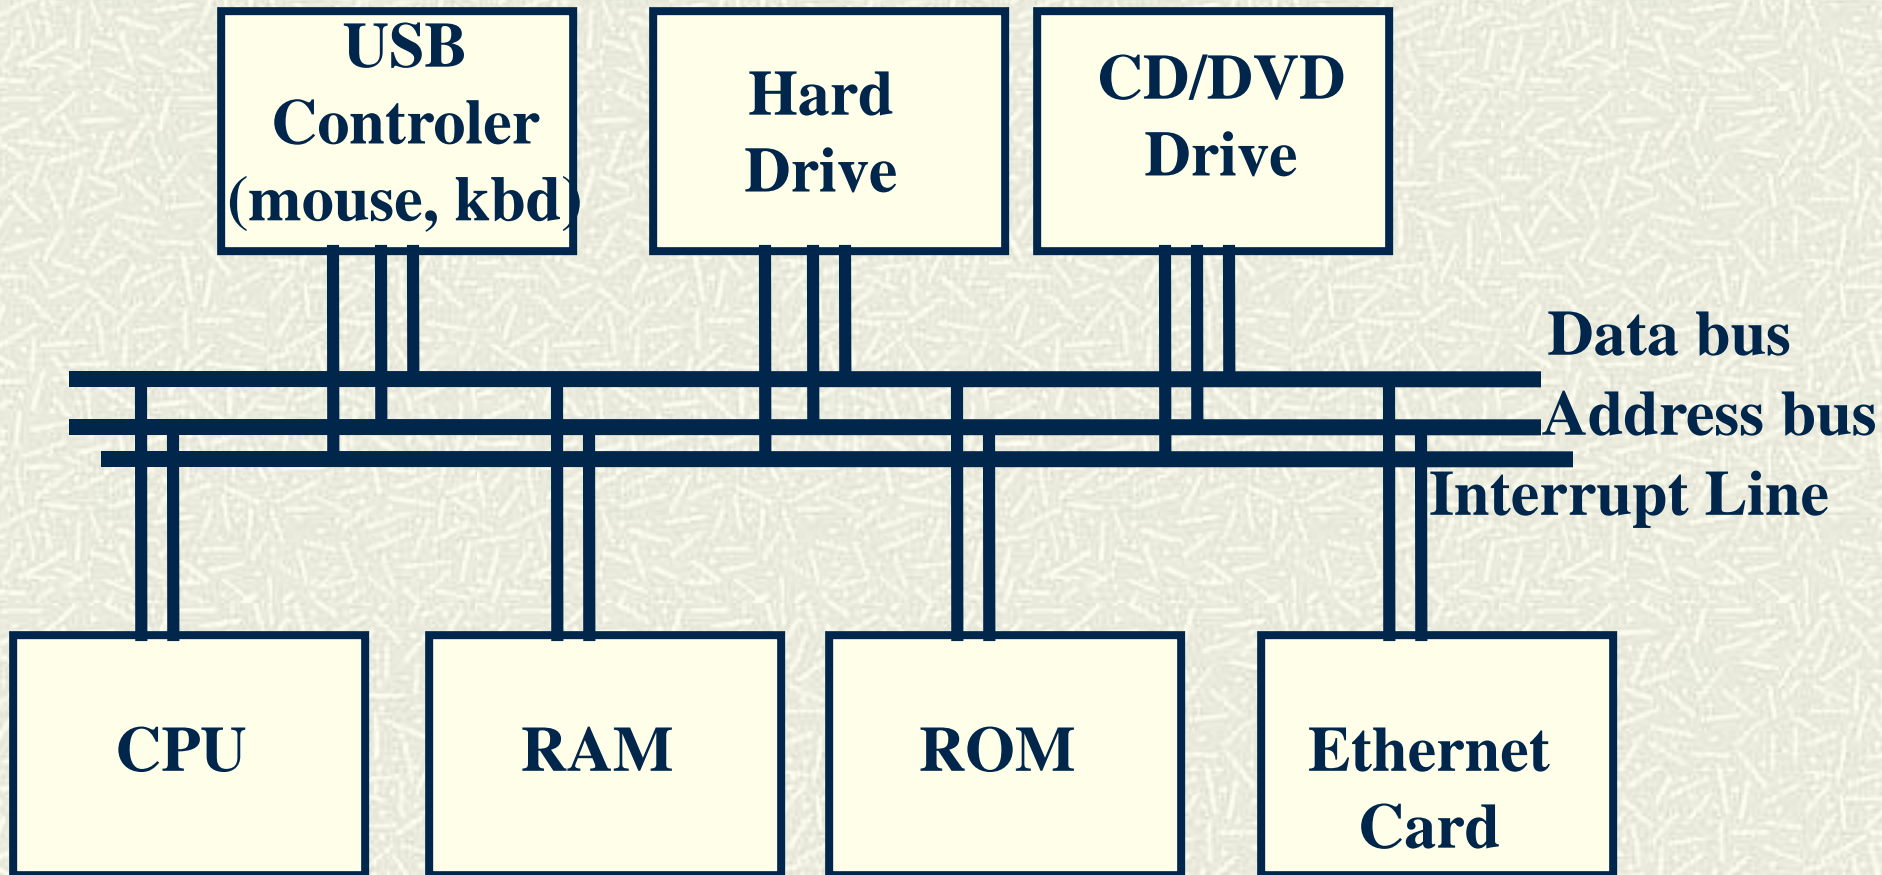 USB
Controler
(mouse, kbd)
Hard
Drive
CD/DVD
Drive
Data bus
Address bus
Interrupt Line
CPU
RAM
ROM
Ethernet
Card